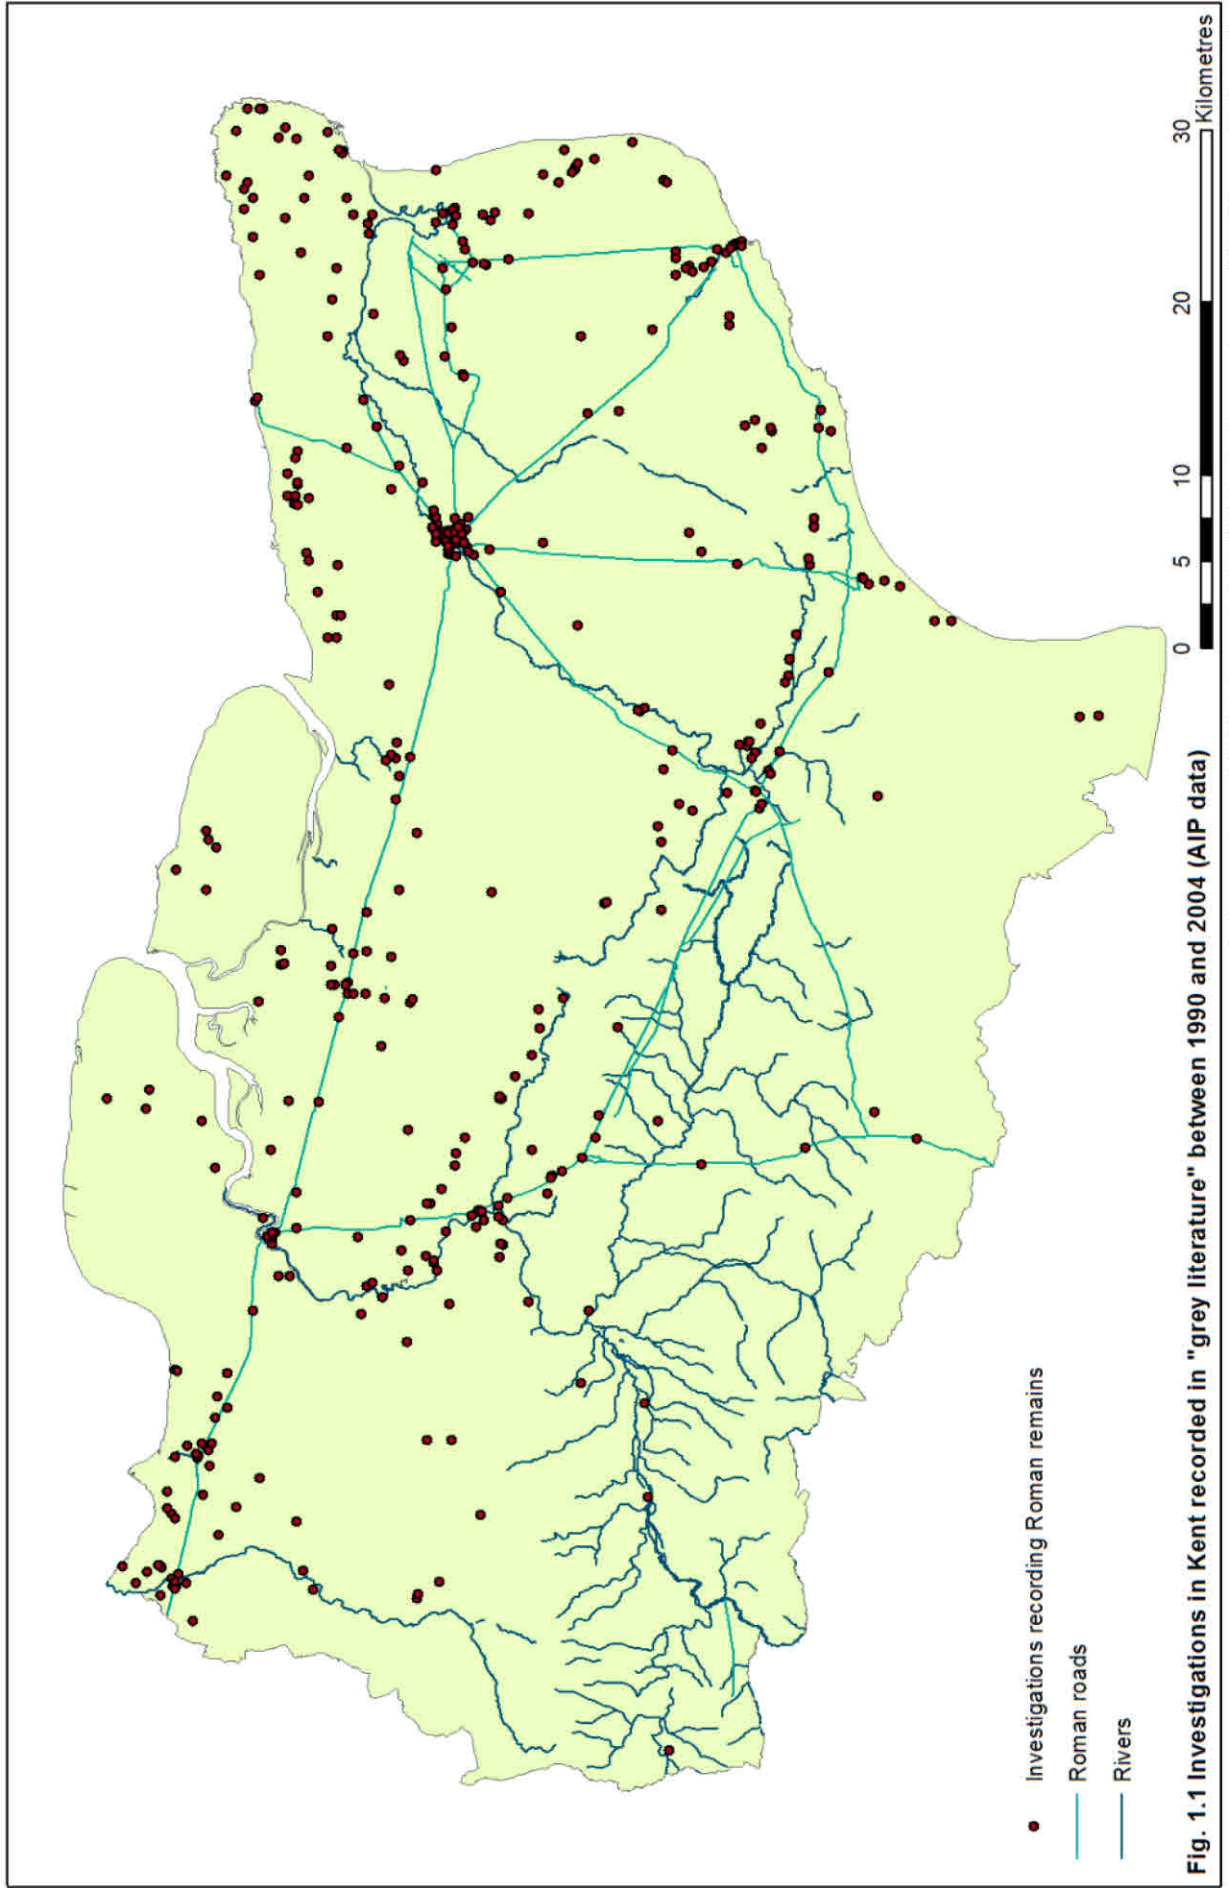 Investigations recording Roman remains
Roman roads
Rivers
0 5 10 20 30
Kilometres
Fig. 1.1 Investigations in Kent recorded in "grey literature" between 1990 and 2004 (AIP data)